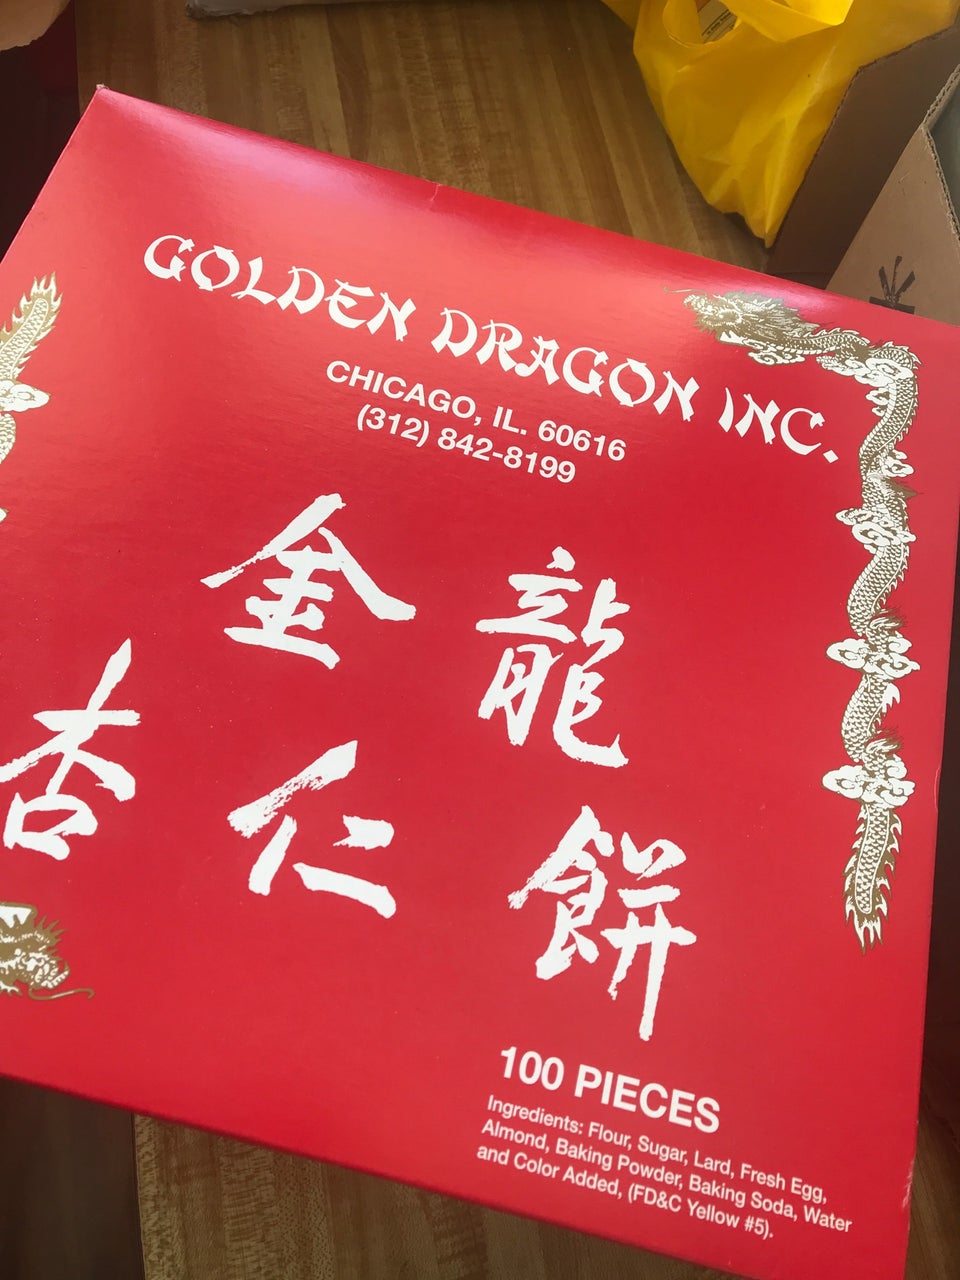 GOLDEN DRAGON INC.
CHICAGO, IL. 60616
(312) 842-8199
金龍
杏仁餅
100 PIECES
Ingredients: Flour, Sugar, Lard, Fresh Egg,
Almond, Baking Powder, Baking Soda, Water
and Color Added, (FD&C Yellow #5).